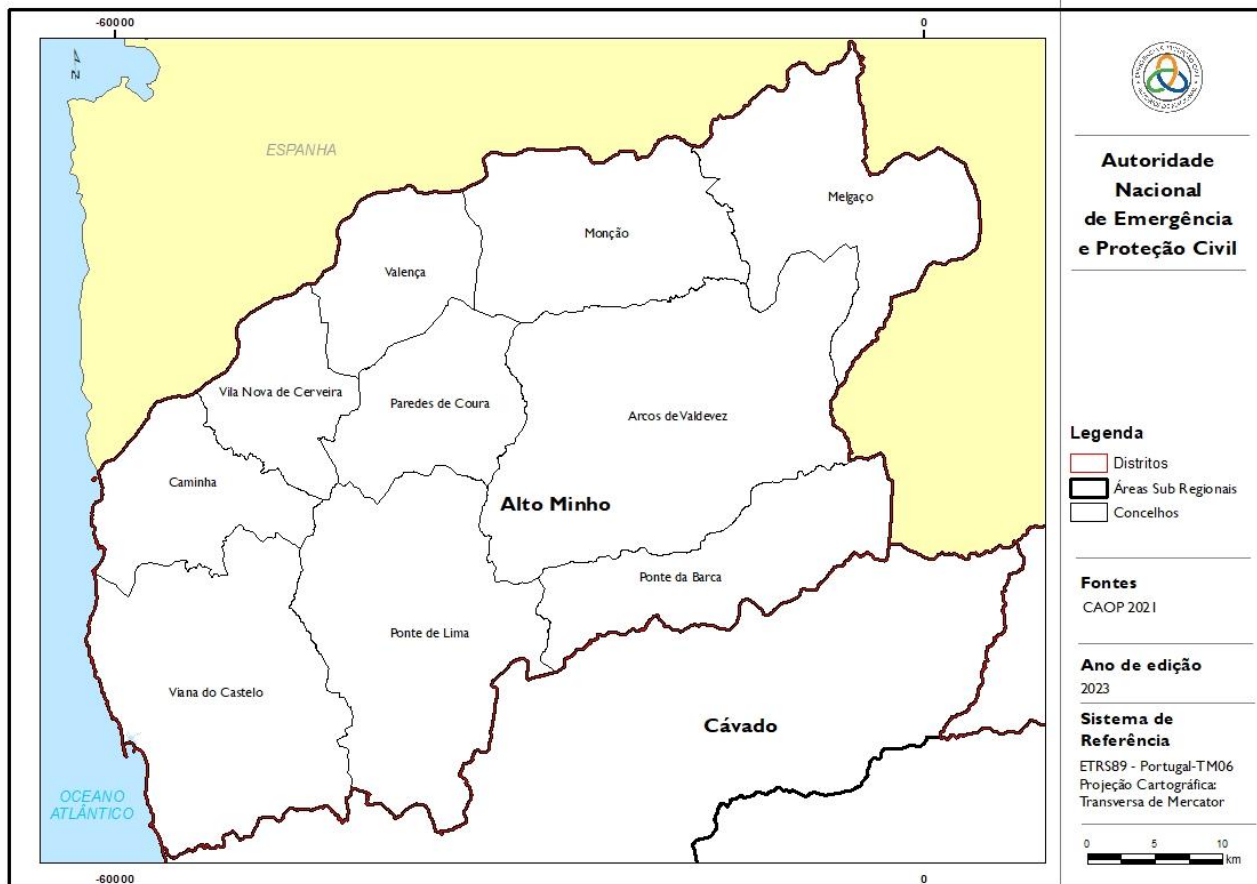 -60000
0
N
ESPANHA
Melgaço
Monção
Valença
Vila Nova de Cerveira
Paredes de Coura
Arcos de Valdevez
Caminha
Alto Minho
Ponte da Barca
Ponte de Lima
Viana do Castelo
Cávado
OCEANO
ATLÂNTICO
-60000
0
Autoridade
Nacional
de Emergência
e Proteção Civil
Legenda
Distritos
Áreas Sub Regionais
Concelhos
Fontes
CAOP 2021
Ano de edição
2023
Sistema de
Referência
ETRS89 - Portugal-TM06
Projeção Cartográfica:
Transversa de Mercator
0 5 10
km